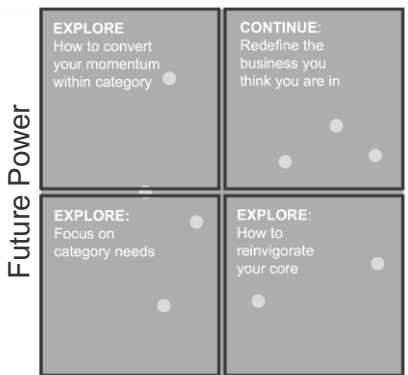 Future Power
EXPLORE
How to convert
your momentum
within category
CONTINUE:
Redefine the
business you
think you are in
EXPLORE:
Focus on
category needs
EXPLORE:
How to
reinvigorate
your core